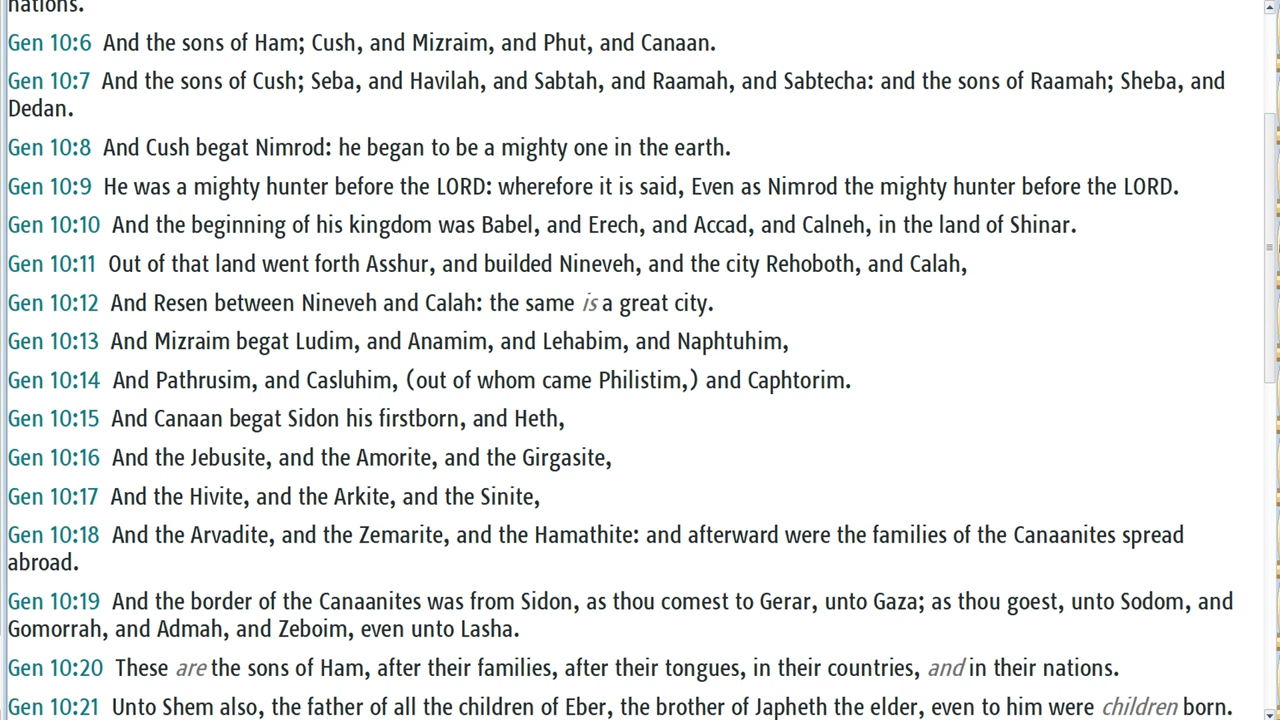 nations.
Gen 10:6 And the sons of Ham; Cush, and Mizraim, and Phut, and Canaan.
Gen 10:7 And the sons of Cush; Seba, and Havilah, and Sabtah, and Raamah, and Sabtecha: and the sons of Raamah; Sheba, and
Dedan.
Gen 10:8 And Cush begat Nimrod: he began to be a mighty one in the earth.
Gen 10:9 He was a mighty hunter before the LORD: wherefore it is said, Even as Nimrod the mighty hunter before the LORD.
Gen 10:10 And the beginning of his kingdom was Babel, and Erech, and Accad, and Calneh, in the land of Shinar.
Gen 10:11 Out of that land went forth Asshur, and builded Nineveh, and the city Rehoboth, and Calah,
Gen 10:12 And Resen between Nineveh and Calah: the same is a great city.
Gen 10:13 And Mizraim begat Ludim, and Anamim, and Lehabim, and Naphtuhim,
Gen 10:14 And Pathrusim, and Casluhim, (out of whom came Philistim,) and Caphtorim.
Gen 10:15 And Canaan begat Sidon his firstborn, and Heth,
Gen 10:16 And the Jebusite, and the Amorite, and the Girgasite,
Gen 10:17 And the Hivite, and the Arkite, and the Sinite,
Gen 10:18 And the Arvadite, and the Zemarite, and the Hamathite: and afterward were the families of the Canaanites spread
abroad.
Gen 10:19 And the border of the Canaanites was from Sidon, as thou comest to Gerar, unto Gaza; as thou goest, unto Sodom, and
Gomorrah, and Admah, and Zeboim, even unto Lasha.
Gen 10:20 These are the sons of Ham, after their families, after their tongues, in their countries, and in their nations.
Gen 10:21 Unto Shem also, the father of all the children of Eber, the brother of Japheth the elder, even to him were children born.